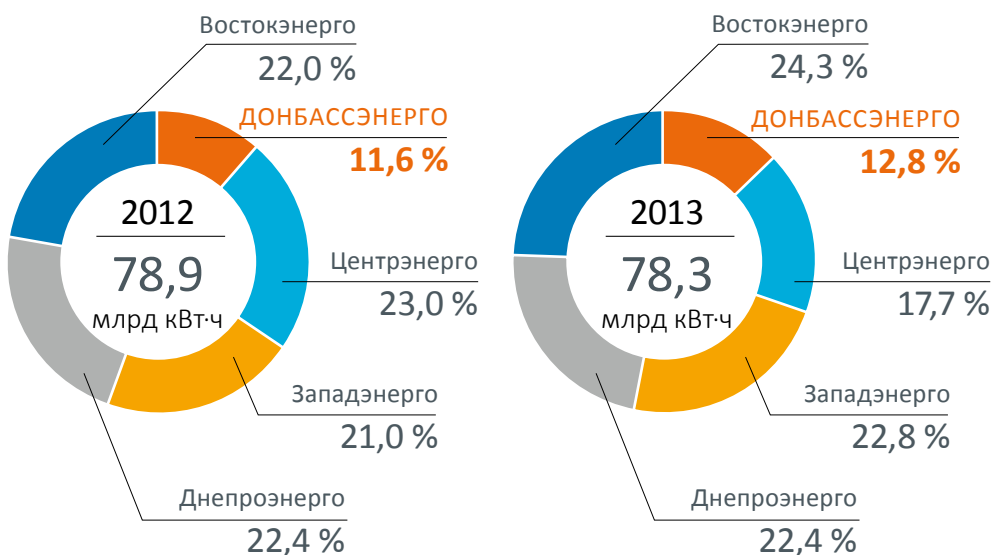 Востокэнерго
22,0 %
ДОНБАССЭНЕРГО
11,6 %
2012
78,9
млрд кВт·ч
Центрэнерго
23,0 %
Западэнерго
21,0 %
Днепроэнерго
22,4 %
Востокэнерго
24,3 %
ДОНБАССЭНЕРГО
12,8 %
2013
78,3
млрд кВт·ч
Центрэнерго
17,7 %
Западэнерго
22,8 %
Днепроэнерго
22,4 %